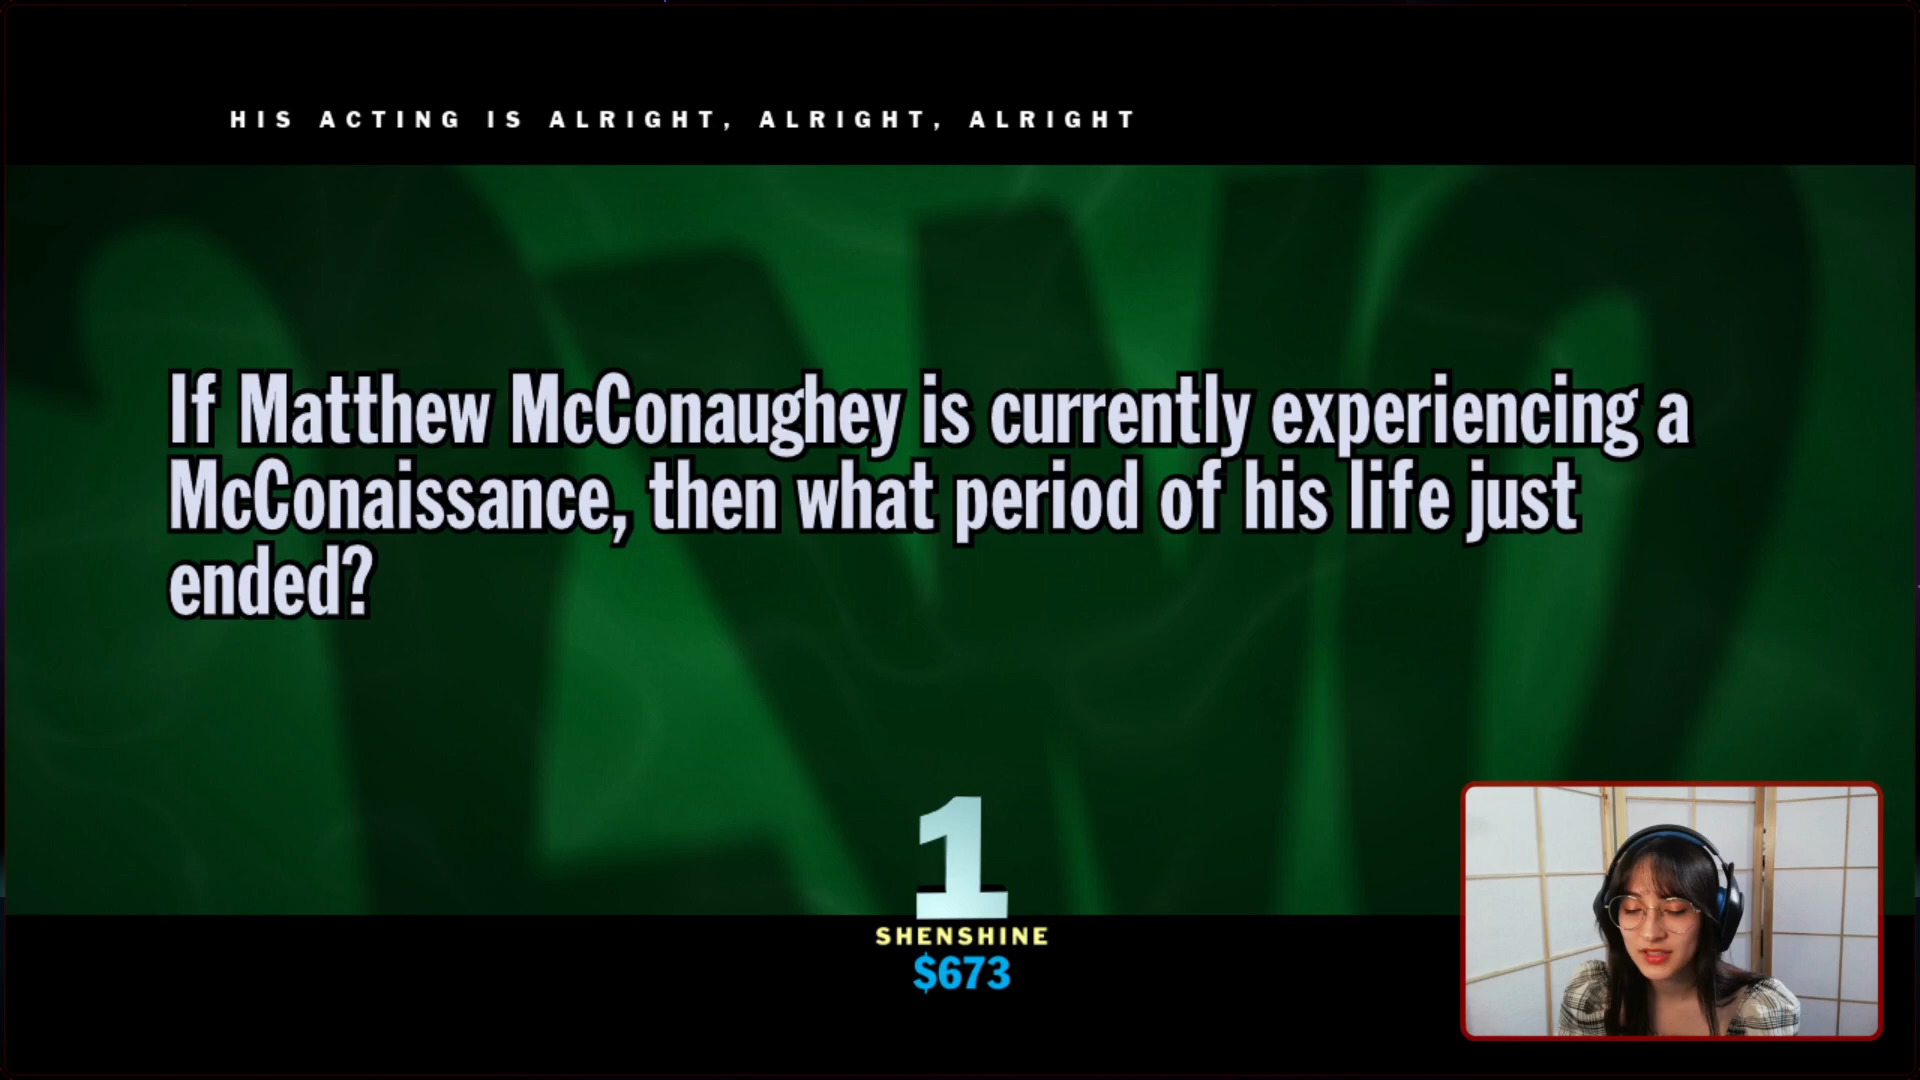 HIS ACTING IS ALRIGHT, ALRIGHT, ALRIGHT
If Matthew McConaughey is currently experiencing a
McConaissance, then what period of his life just
ended?
1
SHENSHINE
$673